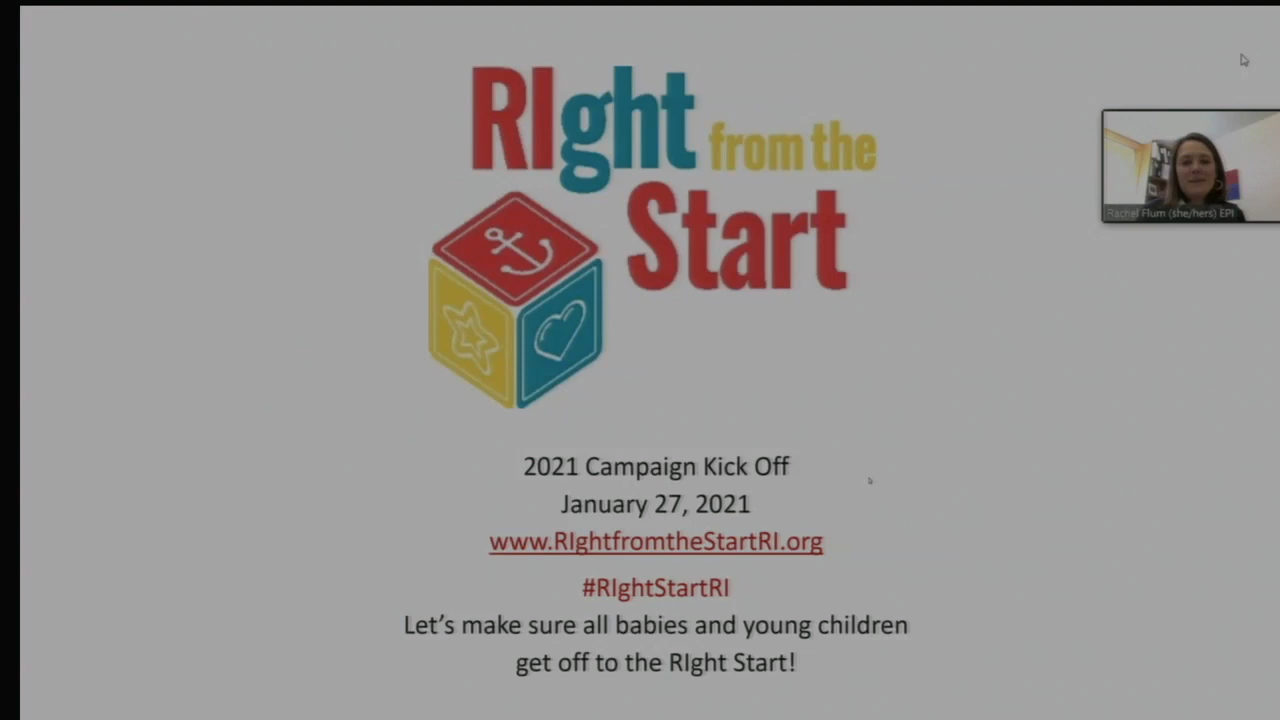 RIght from the
Start
Rachel Flum (she/hers) EPI
2021 Campaign Kick Off
January 27, 2021
www.RIghtfromtheStartRI.org
#RIghtStartRI
Let's make sure all babies and young children
get off to the RIght Start!